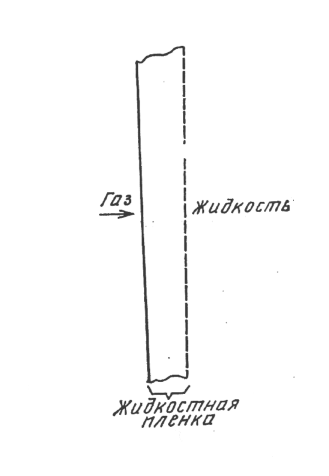 Газ
Жидкость
Жидкостная
пленка